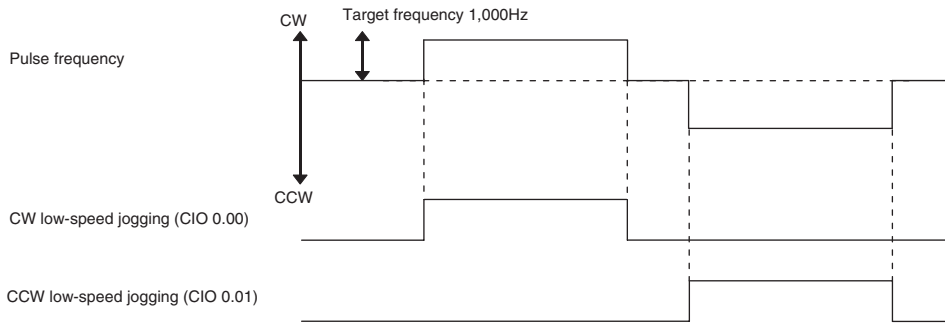 CW
Target frequency 1,000Hz
Pulse frequency
CCW
CW low-speed jogging (CIO 0.00)
CCW low-speed jogging (CIO 0.01)